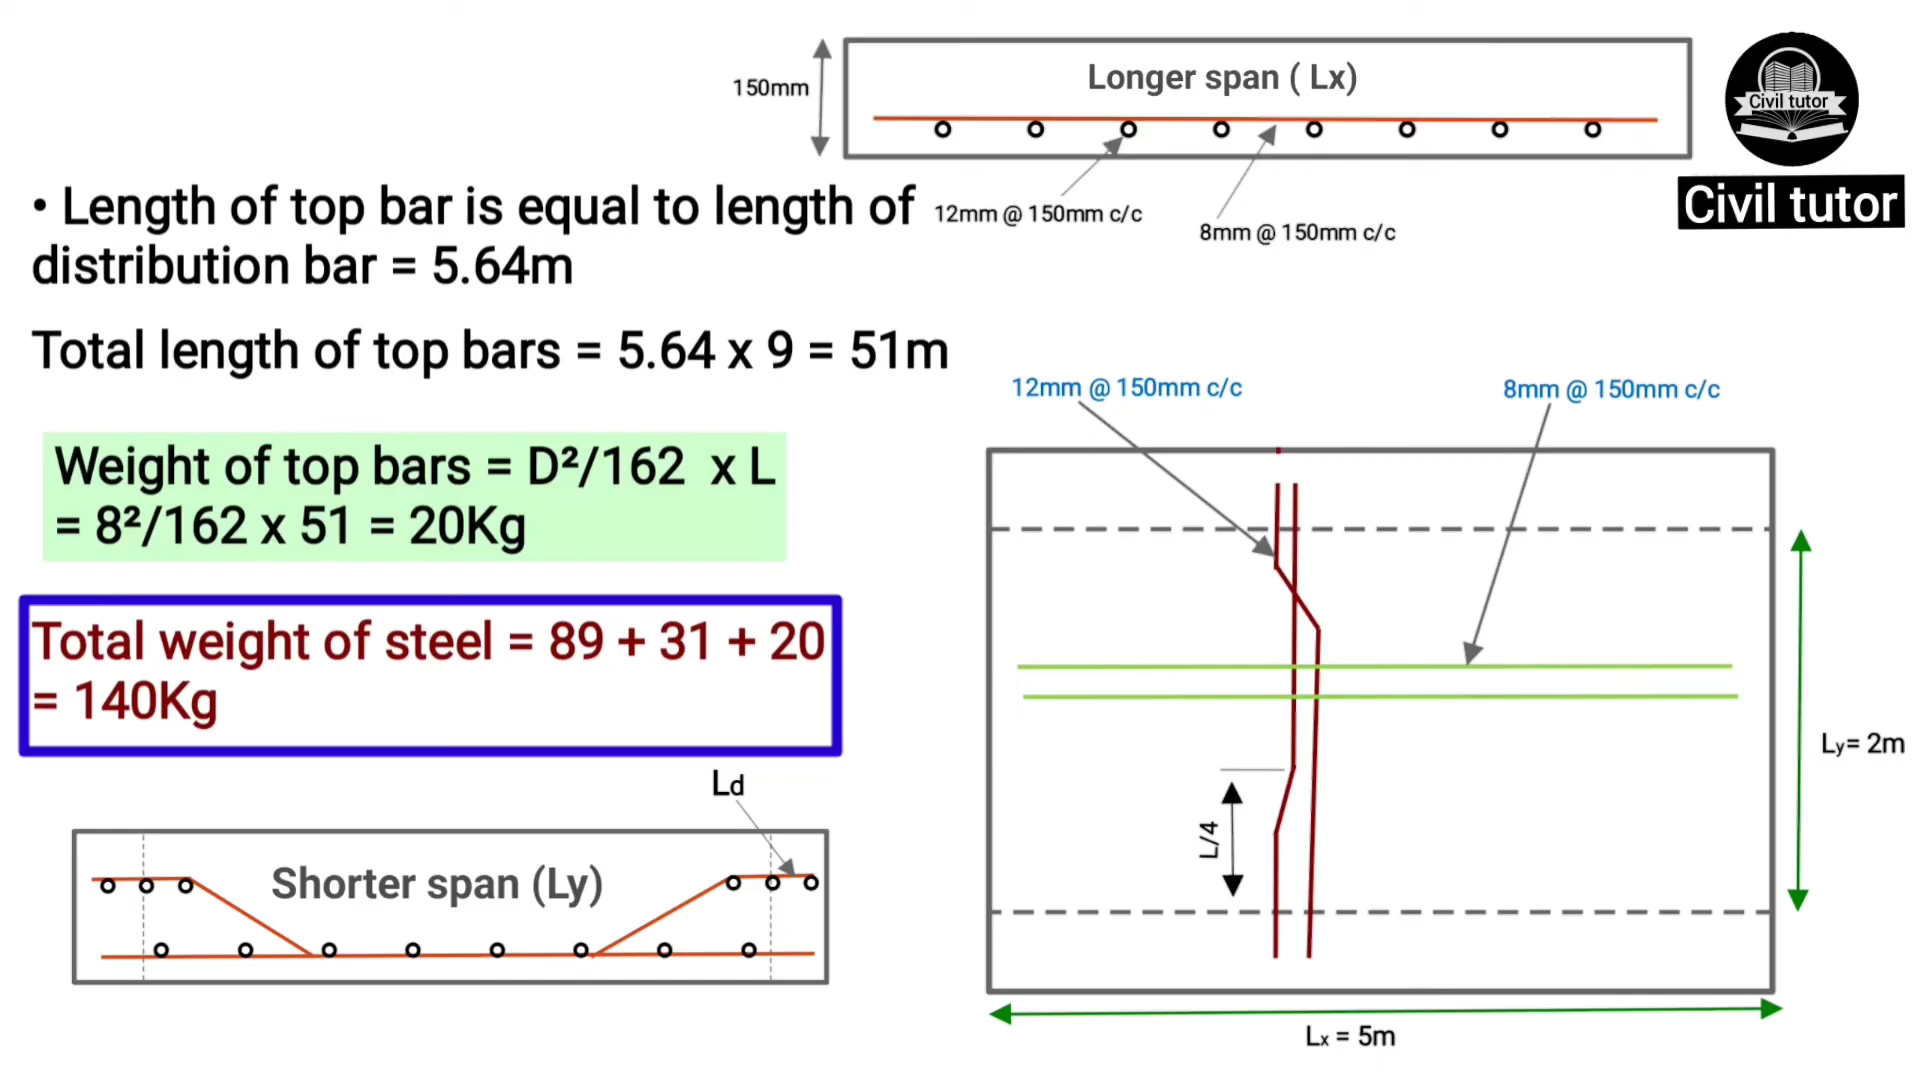 Longer span ( Lx)
150mm
Civil tutor
12mm @ 150mm c/c
8mm @ 150mm c/c
Civil tutor
• Length of top bar is equal to length of
distribution bar = 5.64m
Total length of top bars = 5.64 x 9 = 51m
Weight of top bars = D²/162 x L
= 8²/162 x 51 = 20Kg
Total weight of steel = 89 + 31 + 20
= 140Kg
Ld
Shorter span (Ly)
12mm @ 150mm c/c
8mm @ 150mm c/c
L/4
Ly= 2m
Lx = 5m